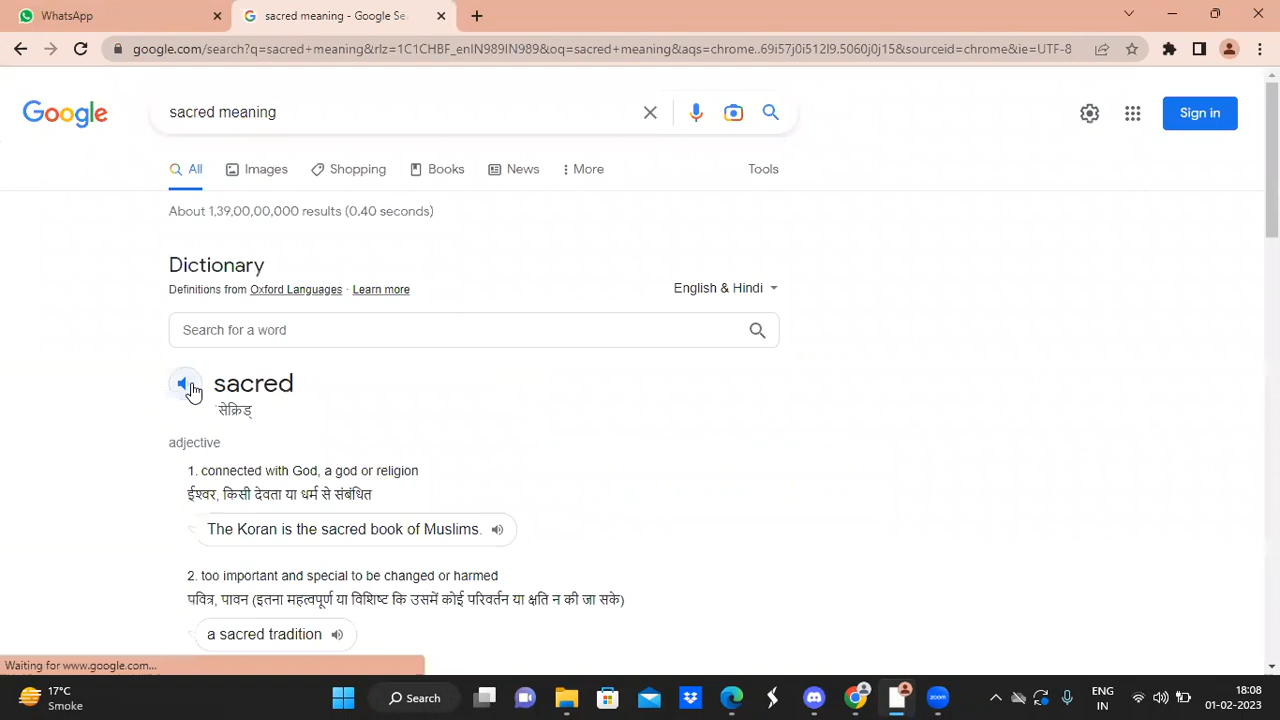 WhatsApp
sacred meaning - Google Se
google.com/search?q=sacred+meaning&rlz=1C1CHBF_enIN989IN989&oq=sacred+meaning&aqs=chrome..69i57j0i512l9.5060j0j15&sourceid=chrome&ie=UTF-8
Google
sacred meaning
Sign in
All Images Shopping Books News More Tools
About 1,39,00,00,000 results (0.40 seconds)
Dictionary
Definitions from Oxford Languages · Learn more
English & Hindi
Search for a word
sacred
सेक्रिड्
adjective
1. connected with God, a god or religion
ईश्वर, किसी देवता या धर्म से संबंधित
The Koran is the sacred book of Muslims.
2. too important and special to be changed or harmed
पवित्र, पावन (इतना महत्वपूर्ण या विशिष्ट कि उसमें कोई परिवर्तन या क्षति न की जा सके)
a sacred tradition
Waiting for www.google.com...
17°C
Smoke
Search
zoom
ENG
IN
18:08
01-02-2023